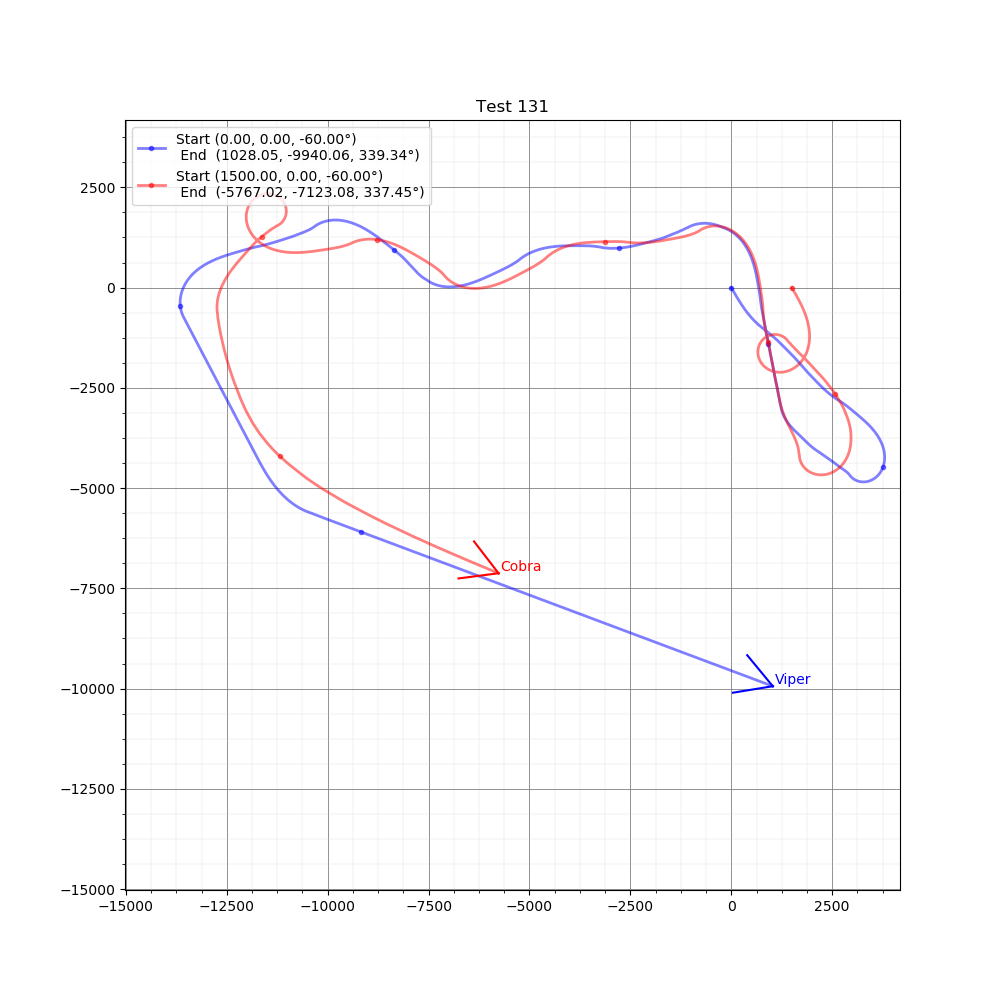 Test 131
Start (0.00, 0.00, -60.00°)
End  (1028.05, -9940.06, 339.34°)
Start (1500.00, 0.00, -60.00°)
End  (-5767.02, -7123.08, 337.45°)
2500
0
−2500
−5000
−7500
−10000
−12500
−15000
Cobra
Viper
−15000 −12500 −10000 −7500 −5000 −2500 0 2500